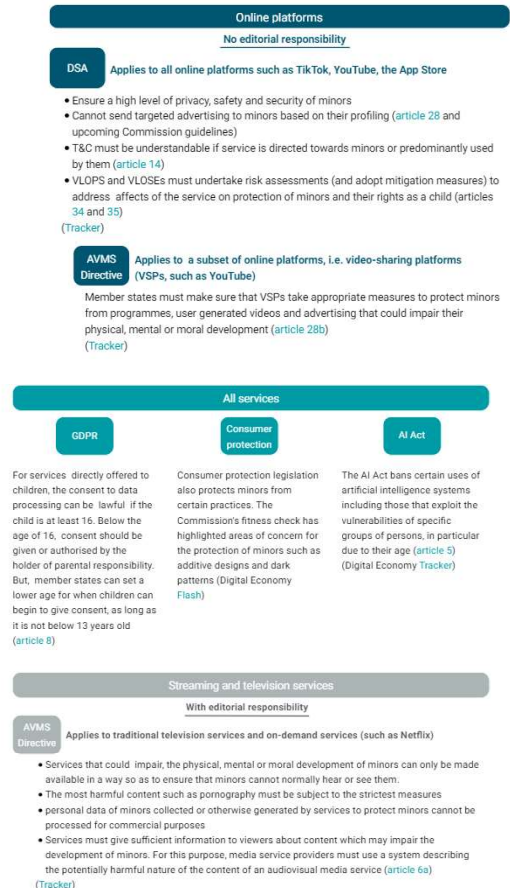 Online platforms
No editorial responsibility
DSA
Applies to all online platforms such as TikTok, YouTube, the App Store
• Ensure a high level of privacy, safety and security of minors
• Cannot send targeted advertising to minors based on their profiling (article 28 and
upcoming Commission guidelines)
• T&C must be understandable if service is directed towards minors or predominantly used
by them (article 14)
• VLOPS and VLOSEs must undertake risk assessments (and adopt mitigation measures) to
address affects of the service on protection of minors and their rights as a child (articles
34 and 35)
(Tracker)
AVMS
Directive
Applies to a subset of online platforms, i.e. video-sharing platforms
(VSPs, such as YouTube)
Member states must make sure that VSPs take appropriate measures to protect minors
from programmes, user generated videos and advertising that could impair their
physical, mental or moral development (article 28b)
(Tracker)
All services
GDPR
For services directly offered to
children, the consent to data
processing can be lawful if the
child is at least 16. Below the
age of 16, consent should be
given or authorised by the
holder of parental responsibility.
But, member states can set a
lower age for when children can
begin to give consent, as long as
it is not below 13 years old
(article 8)
Consumer
protection
Consumer protection legislation
also protects minors from
certain practices. The
Commission's fitness check has
highlighted areas of concern for
the protection of minors such as
additive designs and dark
patterns (Digital Economy
Flash)
AI Act
The AI Act bans certain uses of
artificial intelligence systems
including those that exploit the
vulnerabilities of specific
groups of persons, in particular
due to their age (article 5)
(Digital Economy Tracker)
Streaming and television services
With editorial responsibility
AVMS
Directive
Applies to traditional television services and on-demand services (such as Netflix)
• Services that could impair, the physical, mental or moral development of minors can only be made
available in a way so as to ensure that minors cannot normally hear or see them.
• The most harmful content such as pornography must be subject to the strictest measures
• personal data of minors collected or otherwise generated by services to protect minors cannot be
processed for commercial purposes
• Services must give sufficient information to viewers about content which may impair the
development of minors. For this purpose, media service providers must use a system describing
the potentially harmful nature of the content of an audiovisual media service (article 6a)
(Tracker)